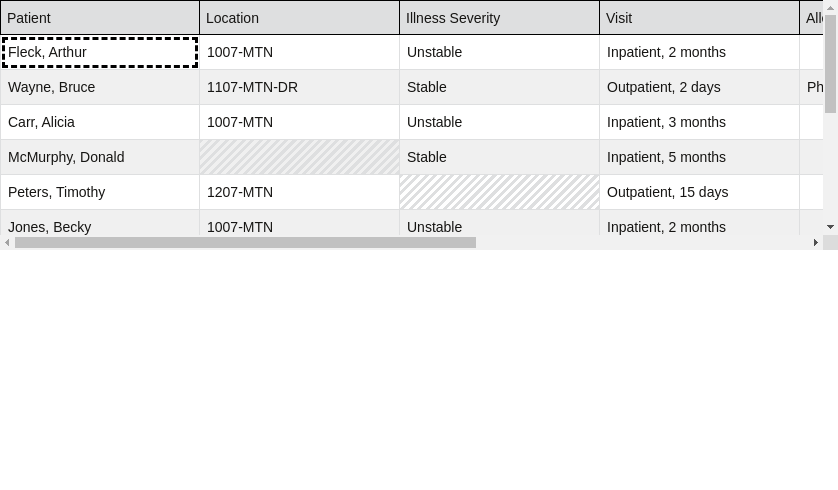 Patient Location Illness Severity Visit
Fleck, Arthur 1007-MTN Unstable Inpatient, 2 months
Wayne, Bruce 1107-MTN-DR Stable Outpatient, 2 days
Carr, Alicia 1007-MTN Unstable Inpatient, 3 months
McMurphy, Donald Stable Inpatient, 5 months
Peters, Timothy 1207-MTN Outpatient, 15 days
Jones, Becky 1007-MTN Unstable Inpatient, 2 months